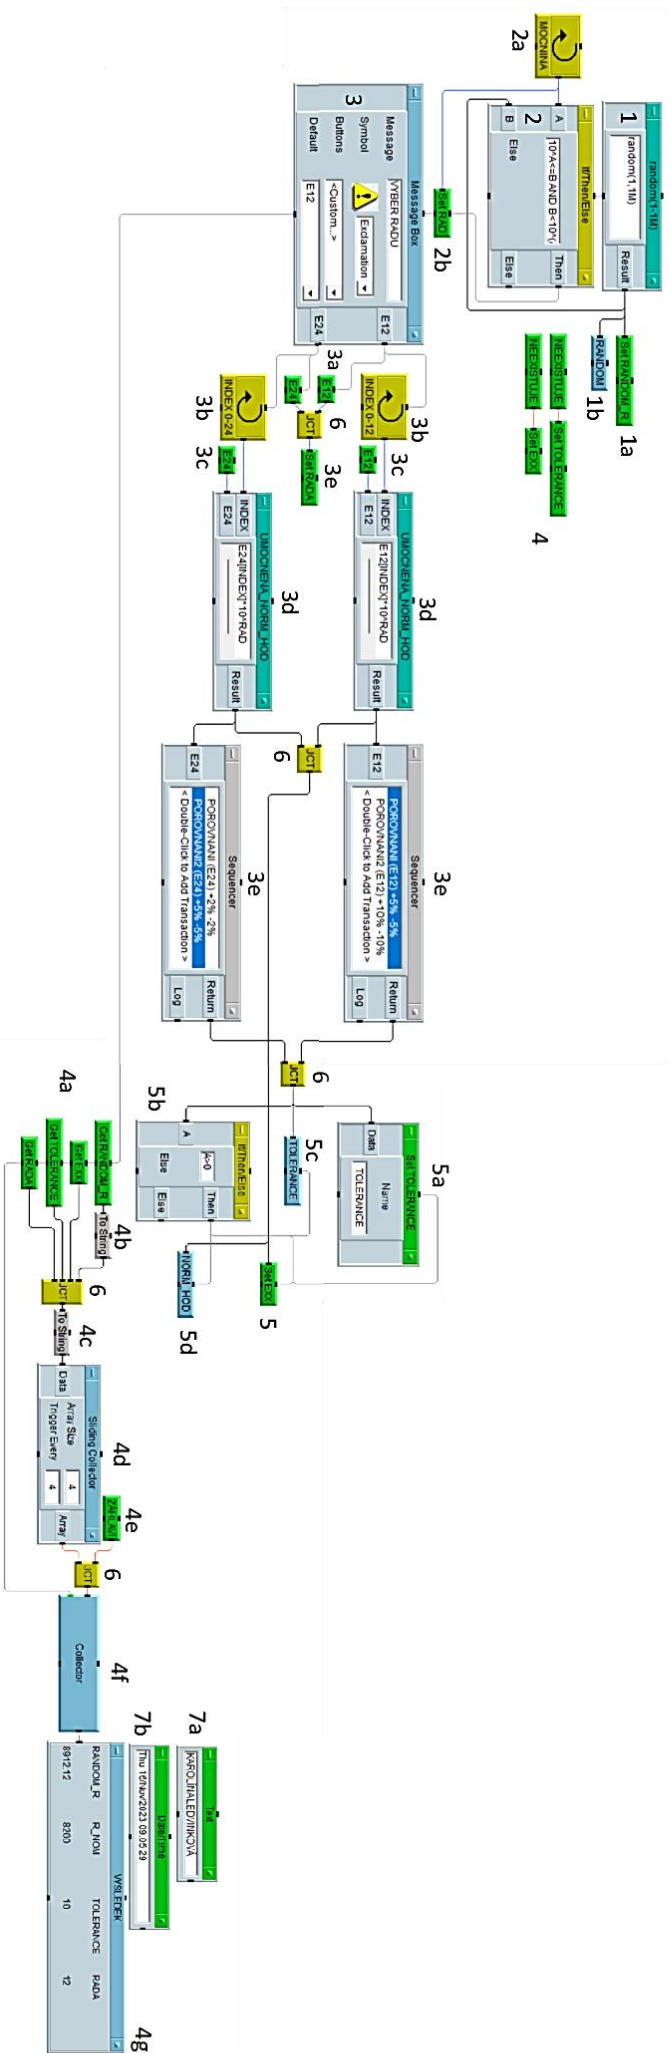 random(1-1M)
1
random(1,1M)
Result
Set RANDOM_R
1a
RANDOM
1b
2a
MOCNINA
If/Then/Else
2
A
B
10^A<=B AND B<10^(
Else
Then
Else
NEEXISTUJE
Set TOLERANCE
NEEXISTUJE
Set EXX
4
Set RAD
2b
Message Box
3
Message
VYBER RADU
Symbol
Exclamation
Buttons
<Custom...>
Default
E12
E12
E24
3a
E12
E24
6
JCT
Set RADA
3e
INDEX 0-12
3b
3c
E12
INDEX 0-24
3b
3c
E24
UMOCNENA_NORM_HOD
3d
INDEX
E12
E12[INDEX]*10^RAD
Result
UMOCNENA_NORM_HOD
3d
INDEX
E24
E24[INDEX]*10^RAD
Result
JCT
6
Sequencer
3e
E12
POROVNANI (E12) +5% -5%
POROVNANI2 (E12) +10% -10%
< Double-Click to Add Transaction >
Return
Log
Sequencer
3e
E24
POROVNANI (E24) +2% -2%
POROVNANI2 (E24) +5% -5%
< Double-Click to Add Transaction >
Return
Log
JCT
6
Set TOLERANCE
5a
Data
Name
TOLERANCE
TOLERANCE
5c
If/Then/Else
5b
A
A>0
Else
Then
Else
Set EXX
5
NORM_HOD
5d
4a
Get RANDOM_R
Get EXX
Get TOLERANCE
Get RADA
To String
4b
JCT
6
To String
4c
Sliding Collector
4d
Data
Array Size
4
Trigger Every
4
Array
ZAHLAVI
4e
JCT
6
Collector
4f
Text
7a
KAROLINA LEDVINKOVÁ
Date/Time
7b
Thu 16/Nov/2023 09:05:29
VYSLEDEK
RANDOM_R R_NOM TOLERANCE RADA
8912.12 8200 10 12
4g